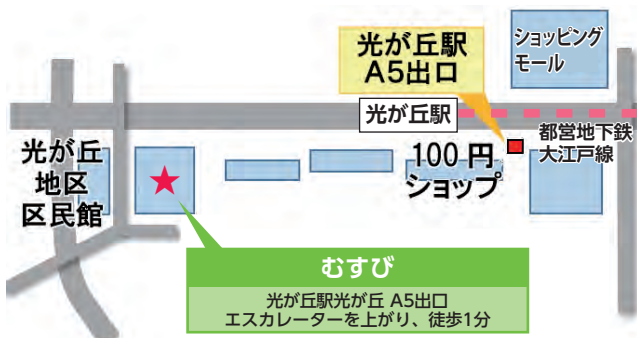 光が丘駅
A5出口
ショッピング
モール
光が丘駅
都営地下鉄
大江戸線
100円
ショップ
光が丘
地区
区民館
むすび
光が丘駅光が丘 A5出口
エスカレーターを上がり、徒歩1分